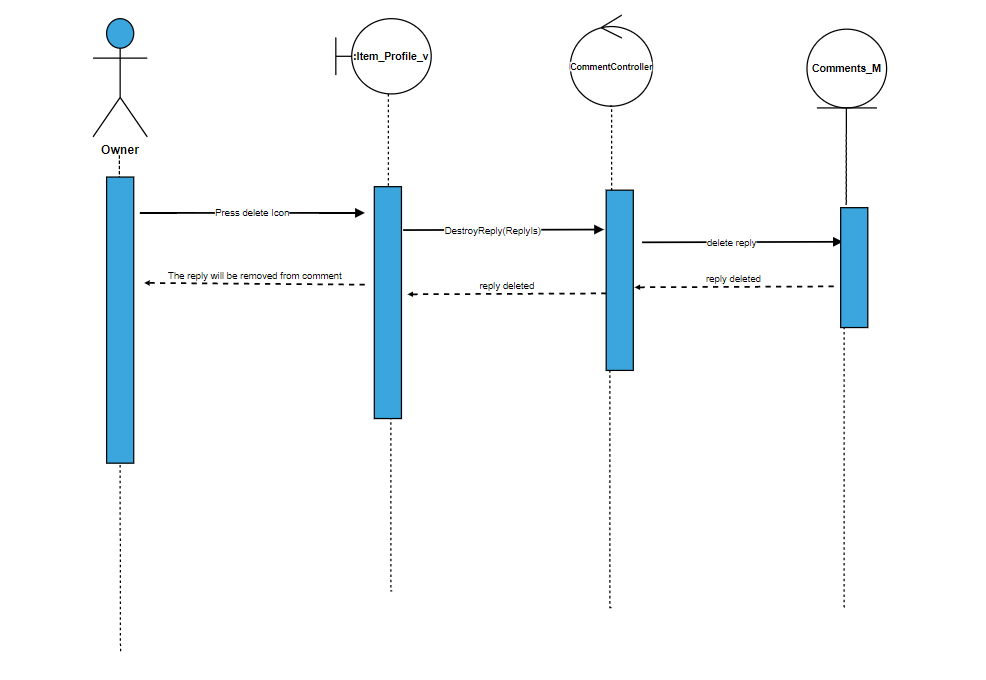 :Item_Profile_v
CommentController
Comments_M
Owner
Press delete Icon
DestroyReply(ReplyIs)
delete reply
The reply will be removed from comment
reply deleted
reply deleted